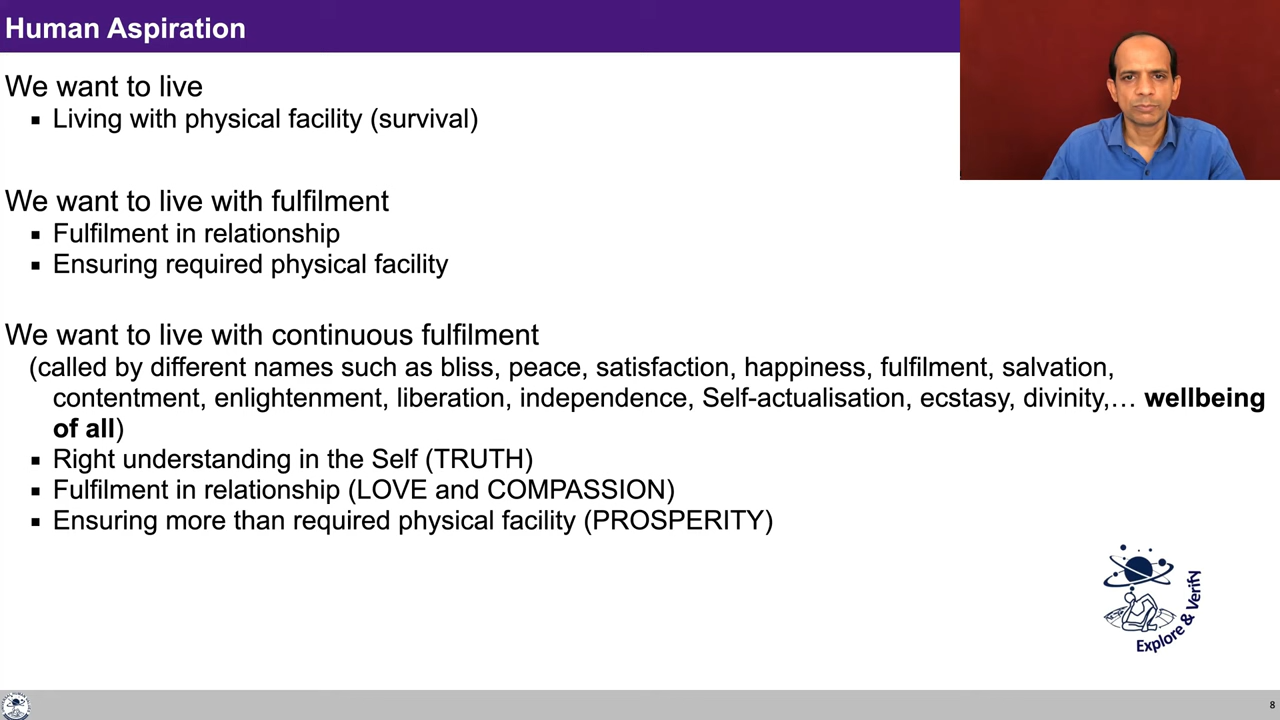 Human Aspiration
We want to live
▪ Living with physical facility (survival)
We want to live with fulfilment
▪ Fulfilment in relationship
▪ Ensuring required physical facility
We want to live with continuous fulfilment
(called by different names such as bliss, peace, satisfaction, happiness, fulfilment, salvation,
contentment, enlightenment, liberation, independence, Self-actualisation, ecstasy, divinity,… wellbeing
of all)
▪ Right understanding in the Self (TRUTH)
▪ Fulfilment in relationship (LOVE and COMPASSION)
▪ Ensuring more than required physical facility (PROSPERITY)
Explore & Verify
8